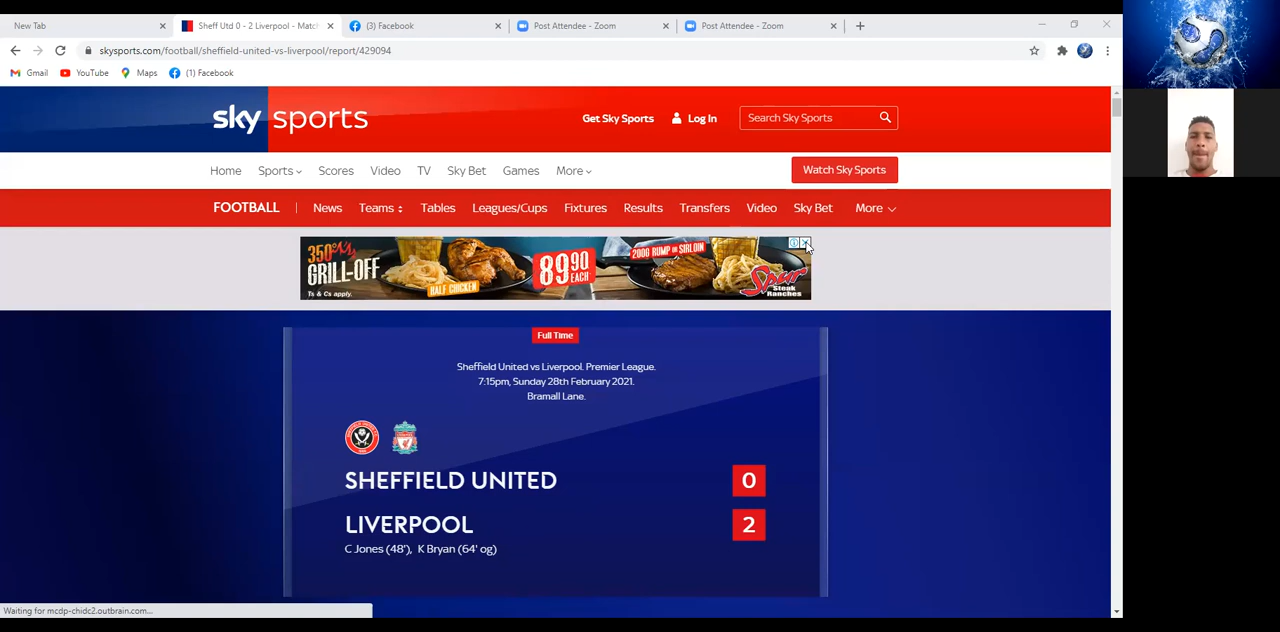 New Tab
Sheff Utd 0 - 2 Liverpool - Match
(3) Facebook
Post Attendee - Zoom
Post Attendee - Zoom
skysports.com/football/sheffield-united-vs-liverpool/report/429094
Gmail YouTube Maps (1) Facebook
sky sports
Get Sky Sports Log In Search Sky Sports
Home Sports Scores Video TV Sky Bet Games More Watch Sky Sports
FOOTBALL | News Teams Tables Leagues/Cups Fixtures Results Transfers Video Sky Bet More
350g
GRILL-OFF
Ts & Cs apply.
HALF CHICKEN
89.90
EACH
200G RUMP OR SIRLOIN
Spur
Steak
Ranches
Full Time
Sheffield United vs Liverpool. Premier League.
7:15pm, Sunday 28th February 2021.
Bramall Lane.
SHEFFIELD UNITED 0
LIVERPOOL 2
C Jones (48'), K Bryan (64' og)
Waiting for mcdp-chidc2.outbrain.com...